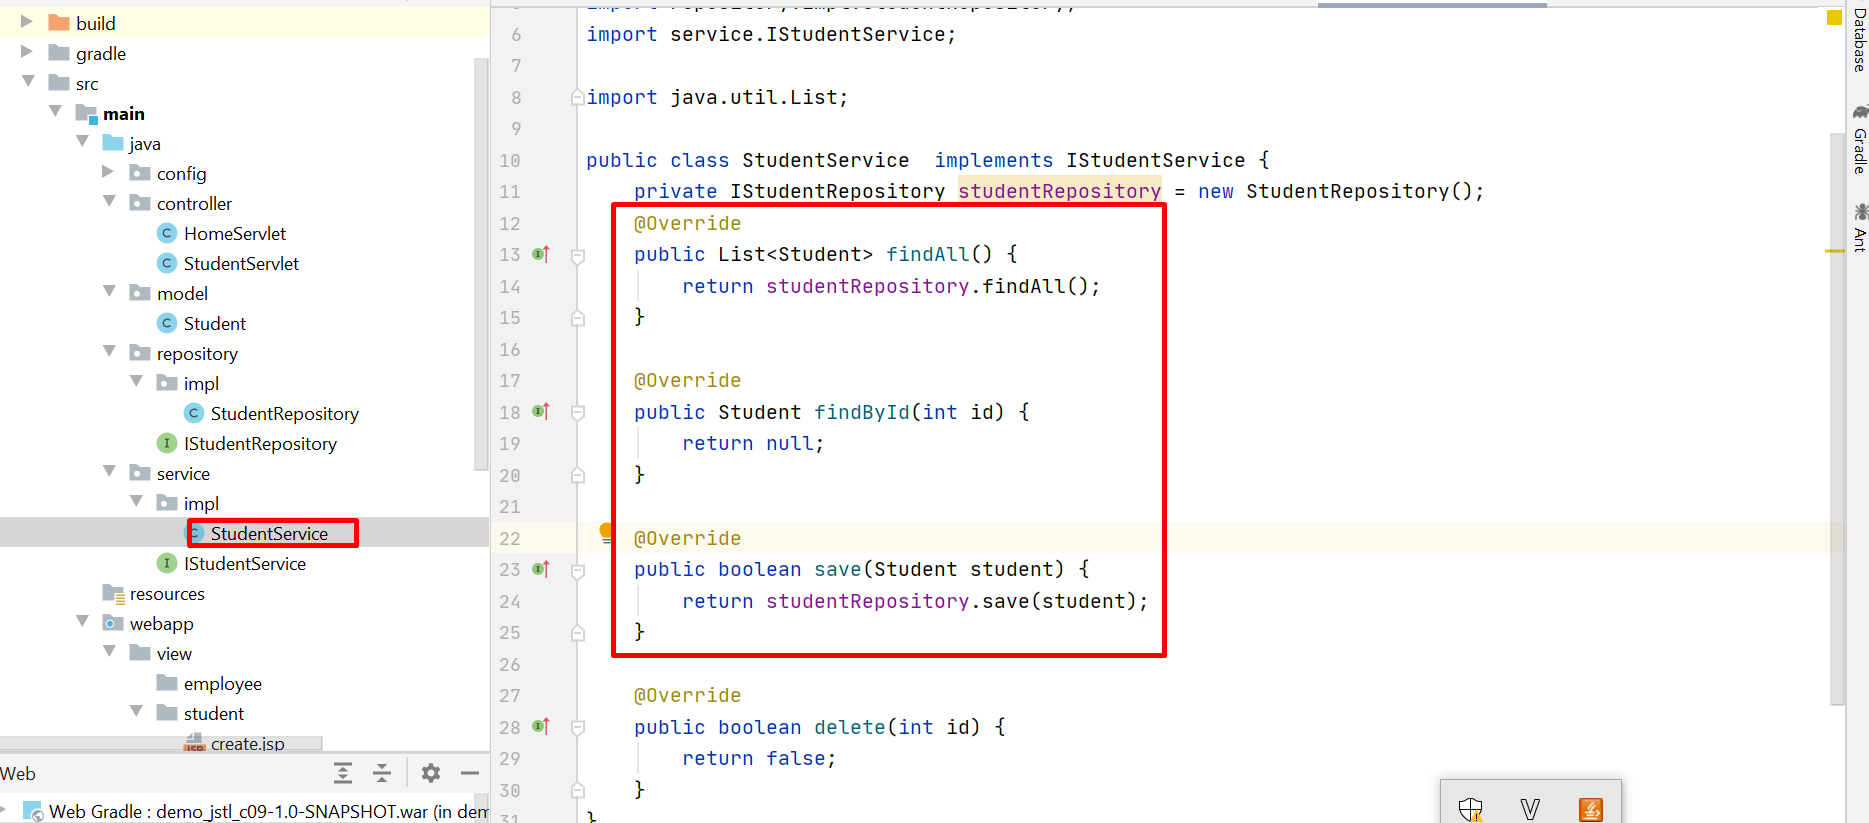 build
gradle
src
main
java
config
controller
HomeServlet
StudentServlet
model
Student
repository
impl
StudentRepository
IStudentRepository
service
impl
StudentService
IStudentService
resources
webapp
view
employee
student
create.jsp
Web
Web Gradle : demo_jstl_c09-1.0-SNAPSHOT.war (in dem
6 import service.IStudentService;
7
8 import java.util.List;
9
10 public class StudentService  implements IStudentService {
11 private IStudentRepository studentRepository = new StudentRepository();
12 @Override
13 public List<Student> findAll() {
14 return studentRepository.findAll();
15 }
16
17 @Override
18 public Student findById(int id) {
19 return null;
20 }
21
22 @Override
23 public boolean save(Student student) {
24 return studentRepository.save(student);
25 }
26
27 @Override
28 public boolean delete(int id) {
29 return false;
30 }
31 }
Database
Gradle
Ant